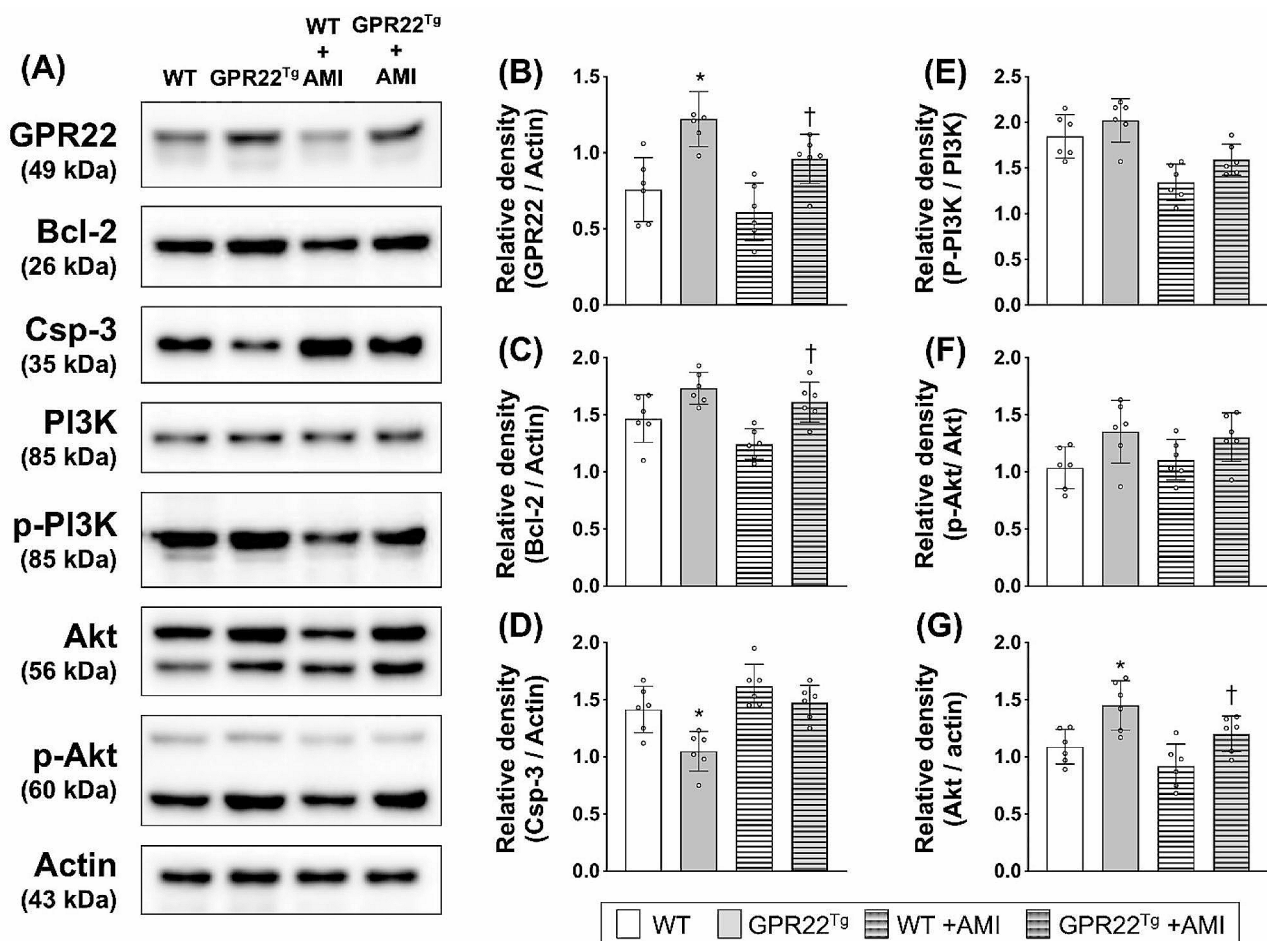 (A)
WT
GPR22Tg
WT
+
AMI
GPR22Tg
+
AMI
GPR22
(49 kDa)
Bcl-2
(26 kDa)
Csp-3
(35 kDa)
PI3K
(85 kDa)
p-PI3K
(85 kDa)
Akt
(56 kDa)
p-Akt
(60 kDa)
Actin
(43 kDa)
(B)
Relative density
(GPR22 / Actin)
1.5
1.0
0.5
0.0
*
†
(C)
Relative density
(Bcl-2 / Actin)
2.0
1.5
1.0
0.5
0.0
†
(D)
Relative density
(Csp-3 / Actin)
2.0
1.5
1.0
0.5
0.0
*
(E)
Relative density
(P-PI3K / PI3K)
2.5
2.0
1.5
1.0
0.5
0.0
(F)
Relative density
(p-Akt/ Akt)
2.0
1.5
1.0
0.5
0.0
(G)
Relative density
(Akt / actin)
2.0
1.5
1.0
0.5
0.0
*
†
WT GPR22Tg WT +AMI GPR22Tg +AMI